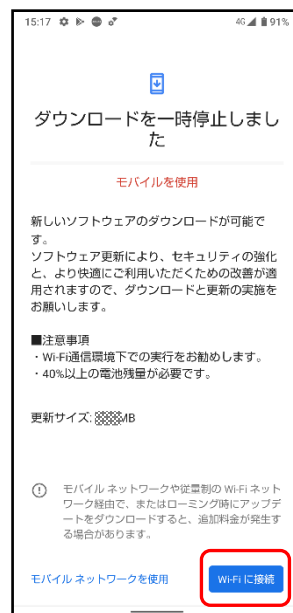 15:17 4G 91%
ダウンロードを一時停止しまし
た
モバイルを使用
新しいソフトウェアのダウンロードが可能で
す。
ソフトウェア更新により、セキュリティの強化
と、より快適にご利用いただくための改善が適
用されますので、ダウンロードと更新の実施を
お願いします。
■注意事項
・Wi-Fi通信環境下での実行をお勧めします。
・40%以上の電池残量が必要です。
更新サイズ: MB
モバイル ネットワークや従量制の Wi-Fi ネット
ワーク経由で、またはローミング時にアップデ
ートをダウンロードすると、追加料金が発生す
る場合があります。
モバイル ネットワークを使用 Wi-Fi に接続